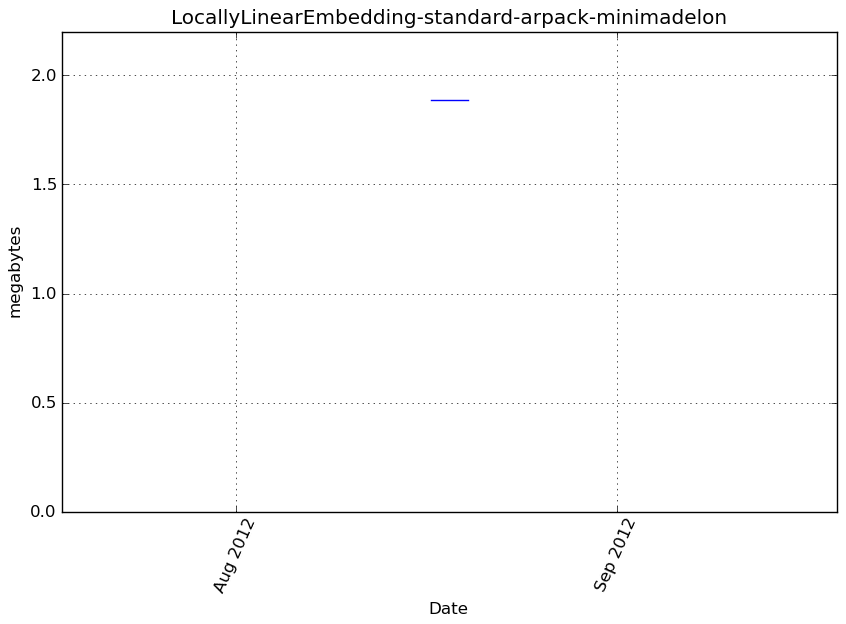 LocallyLinearEmbedding-standard-arpack-minimadelon
2.0
1.5
1.0
0.5
0.0
megabytes
Aug 2012
Sep 2012
Date